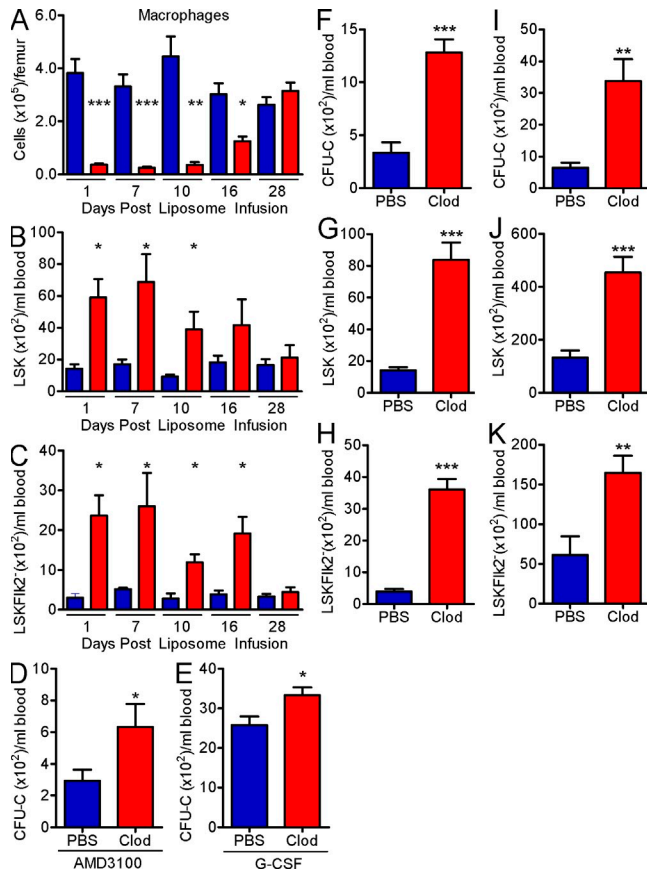 A
Macrophages
Cells (x10⁵)/femur
6.0
4.0
2.0
0.0
*** *** ** *
1 7 10 16 28
Days Post Liposome Infusion
B
LSK (x10²)/ml blood
100
80
60
40
20
0
* * *
1 7 10 16 28
Days Post Liposome Infusion
C
LSKFlk2⁻(x10²)/ml blood
40
30
20
10
0
* * * *
1 7 10 16 28
Days Post Liposome Infusion
D
CFU-C (x10²)/ml blood
8
6
4
2
0
*
PBS Clod
AMD3100
E
CFU-C (x10²)/ml blood
40
30
20
10
0
*
PBS Clod
G-CSF
F
CFU-C (x10²)/ml blood
15
10
5
0
***
PBS Clod
G
LSK (x10²)/ml blood
100
80
60
40
20
0
***
PBS Clod
H
LSKFlk2⁻(x10²)/ml blood
50
40
30
20
10
0
***
PBS Clod
I
CFU-C (x10²)/ml blood
50
40
30
20
10
0
**
PBS Clod
J
LSK (x10²)/ml blood
600
400
200
0
***
PBS Clod
K
LSKFlk2⁻(x10²)/ml blood
200
150
100
50
0
**
PBS Clod